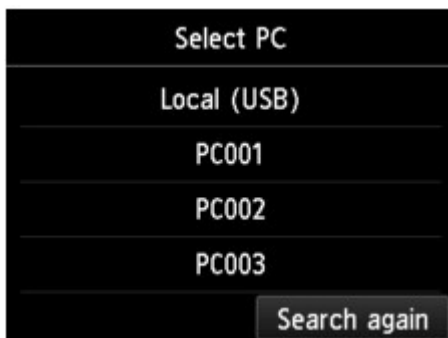 Select PC
Local (USB)
PC001
PC002
PC003
Search again